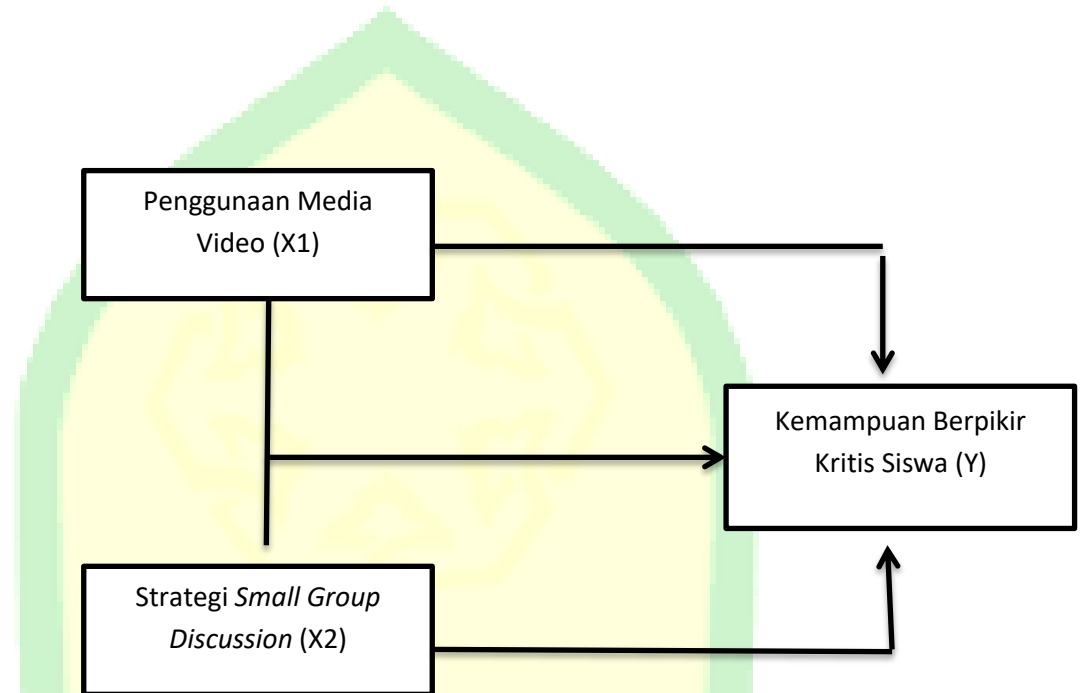 Penggunaan Media
Video (X1)
Kemampuan Berpikir
Kritis Siswa (Y)
Strategi Small Group
Discussion (X2)